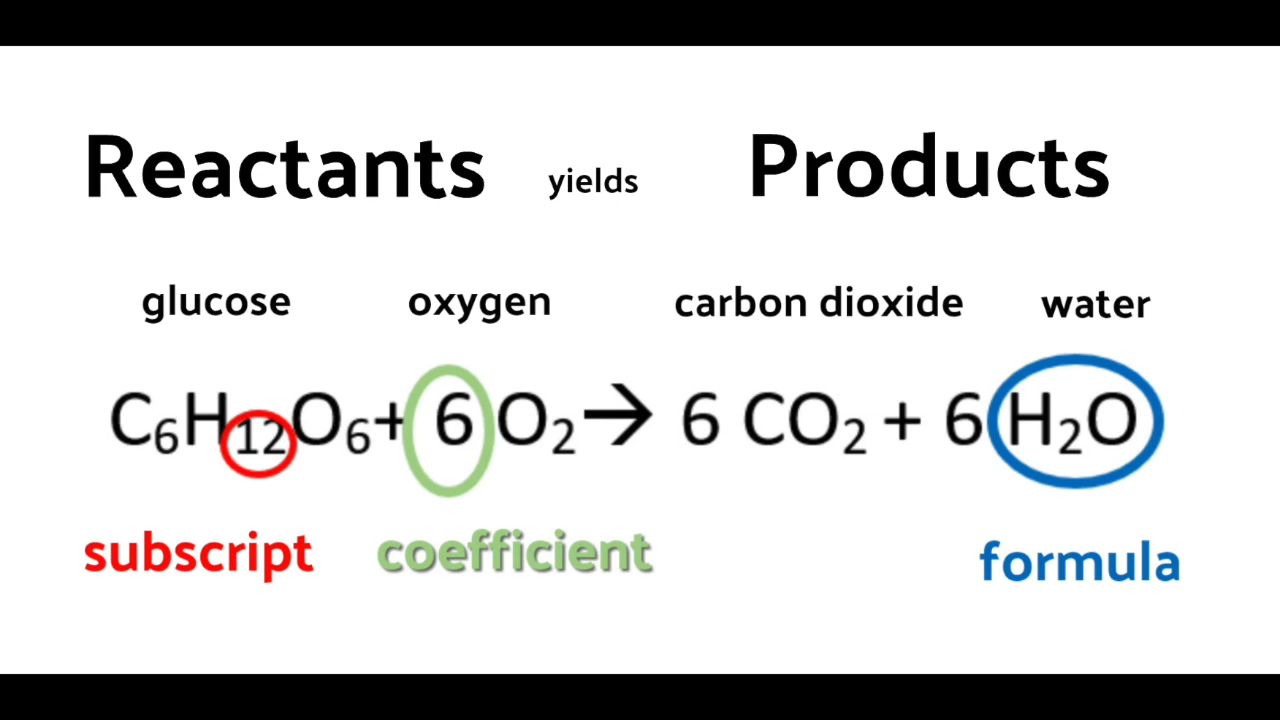 Reactants yields Products
glucose oxygen carbon dioxide water
C₆H₁₂O₆+ 6 O₂→ 6 CO₂ + 6 H₂O
subscript coefficient formula